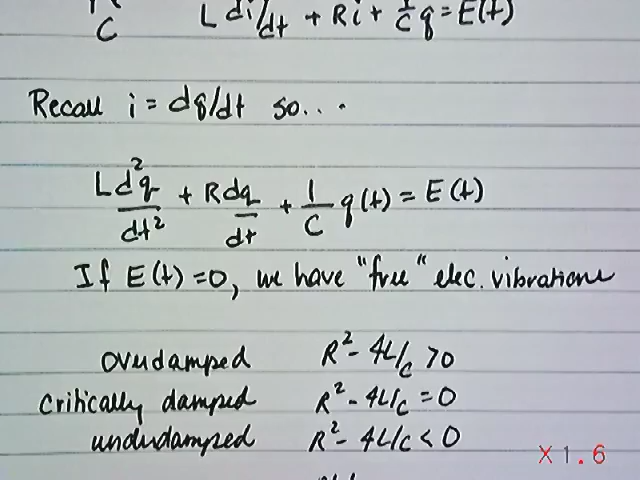 C L di/dt + Ri + 1/C q = E(t)
Recall i = dq/dt so...
L d²q/dt² + R dq/dt + 1/C q(t) = E(t)
If E(t) = 0, we have "free" elec. vibrations
overdamped R² - 4L/C > 0
critically damped R² - 4L/C = 0
underdamped R² - 4L/C < 0
X1.6